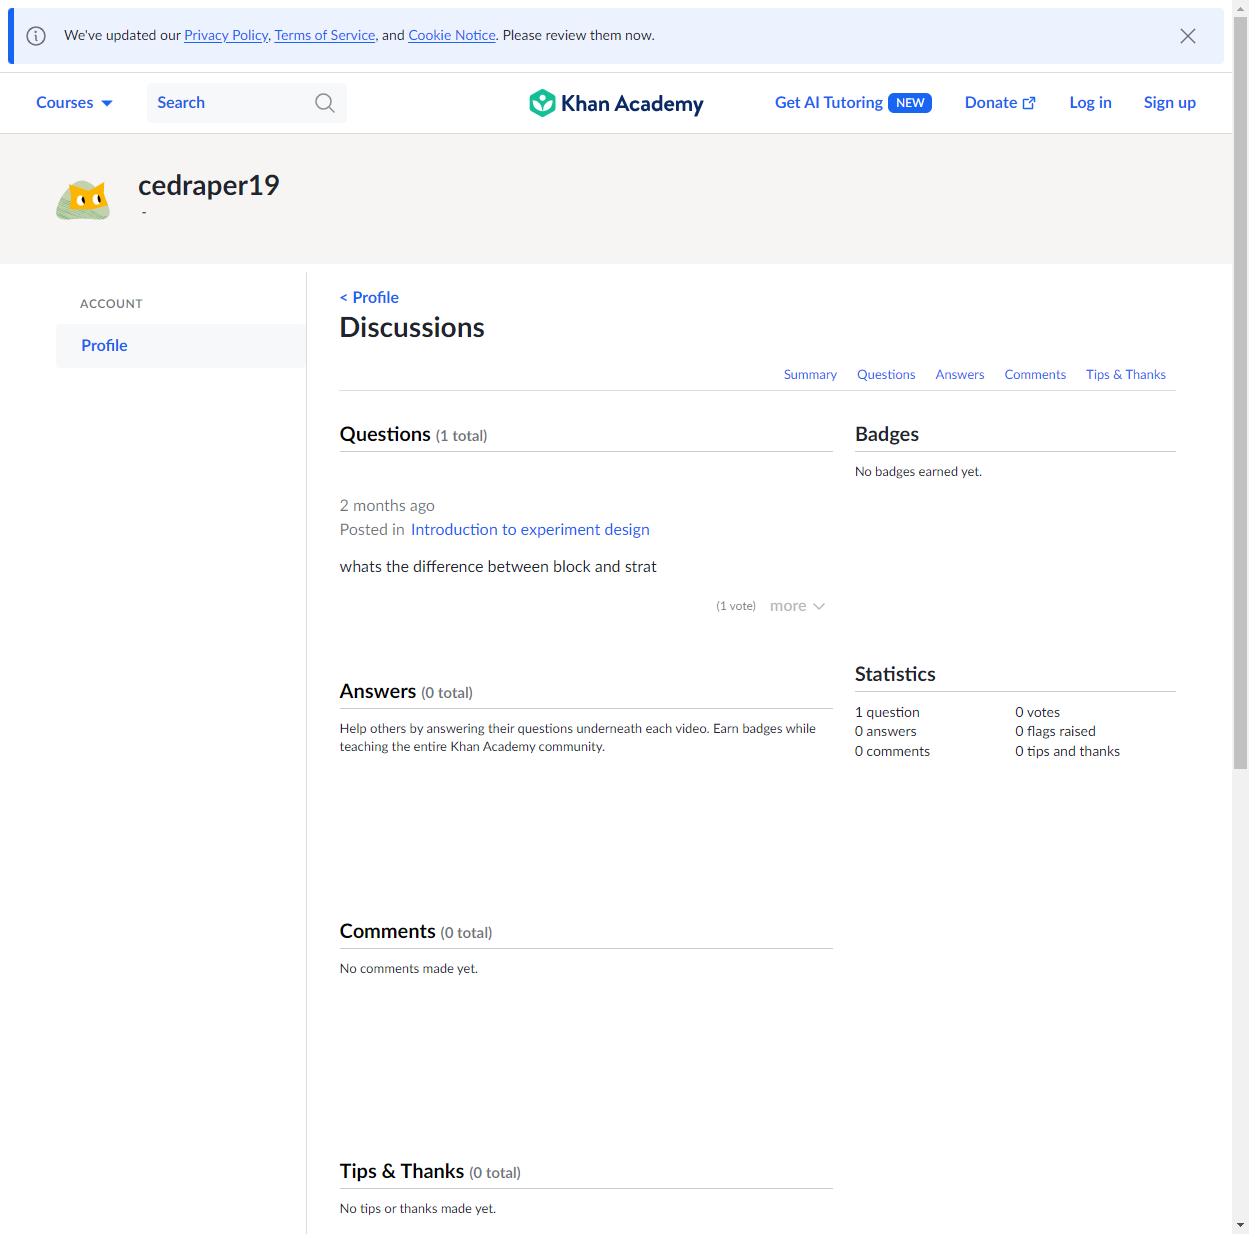 We've updated our Privacy Policy, Terms of Service, and Cookie Notice. Please review them now.
Courses
Search
Khan Academy
Get AI Tutoring NEW
Donate
Log in
Sign up
cedraper19
-
ACCOUNT
Profile
< Profile
Discussions
Summary
Questions
Answers
Comments
Tips & Thanks
Questions (1 total)
2 months ago
Posted in Introduction to experiment design
whats the difference between block and strat
(1 vote)
more
Badges
No badges earned yet.
Answers (0 total)
Help others by answering their questions underneath each video. Earn badges while
teaching the entire Khan Academy community.
Statistics
1 question
0 votes
0 answers
0 flags raised
0 comments
0 tips and thanks
Comments (0 total)
No comments made yet.
Tips & Thanks (0 total)
No tips or thanks made yet.